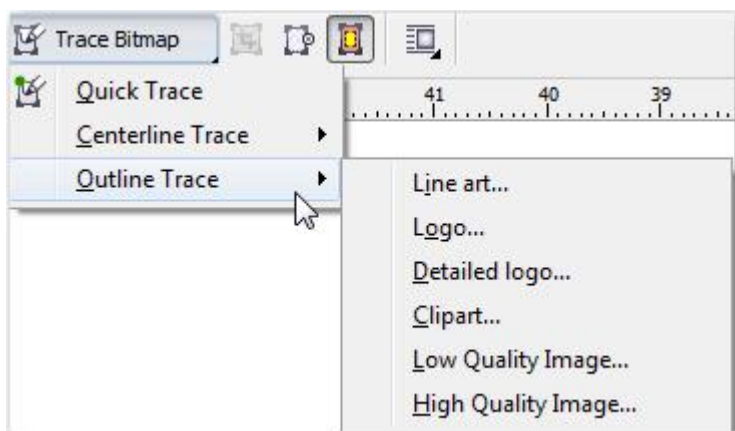 Trace Bitmap
Quick Trace
41 40 39
Centerline Trace
Outline Trace
Line art...
Logo...
Detailed logo...
Clipart...
Low Quality Image...
High Quality Image...